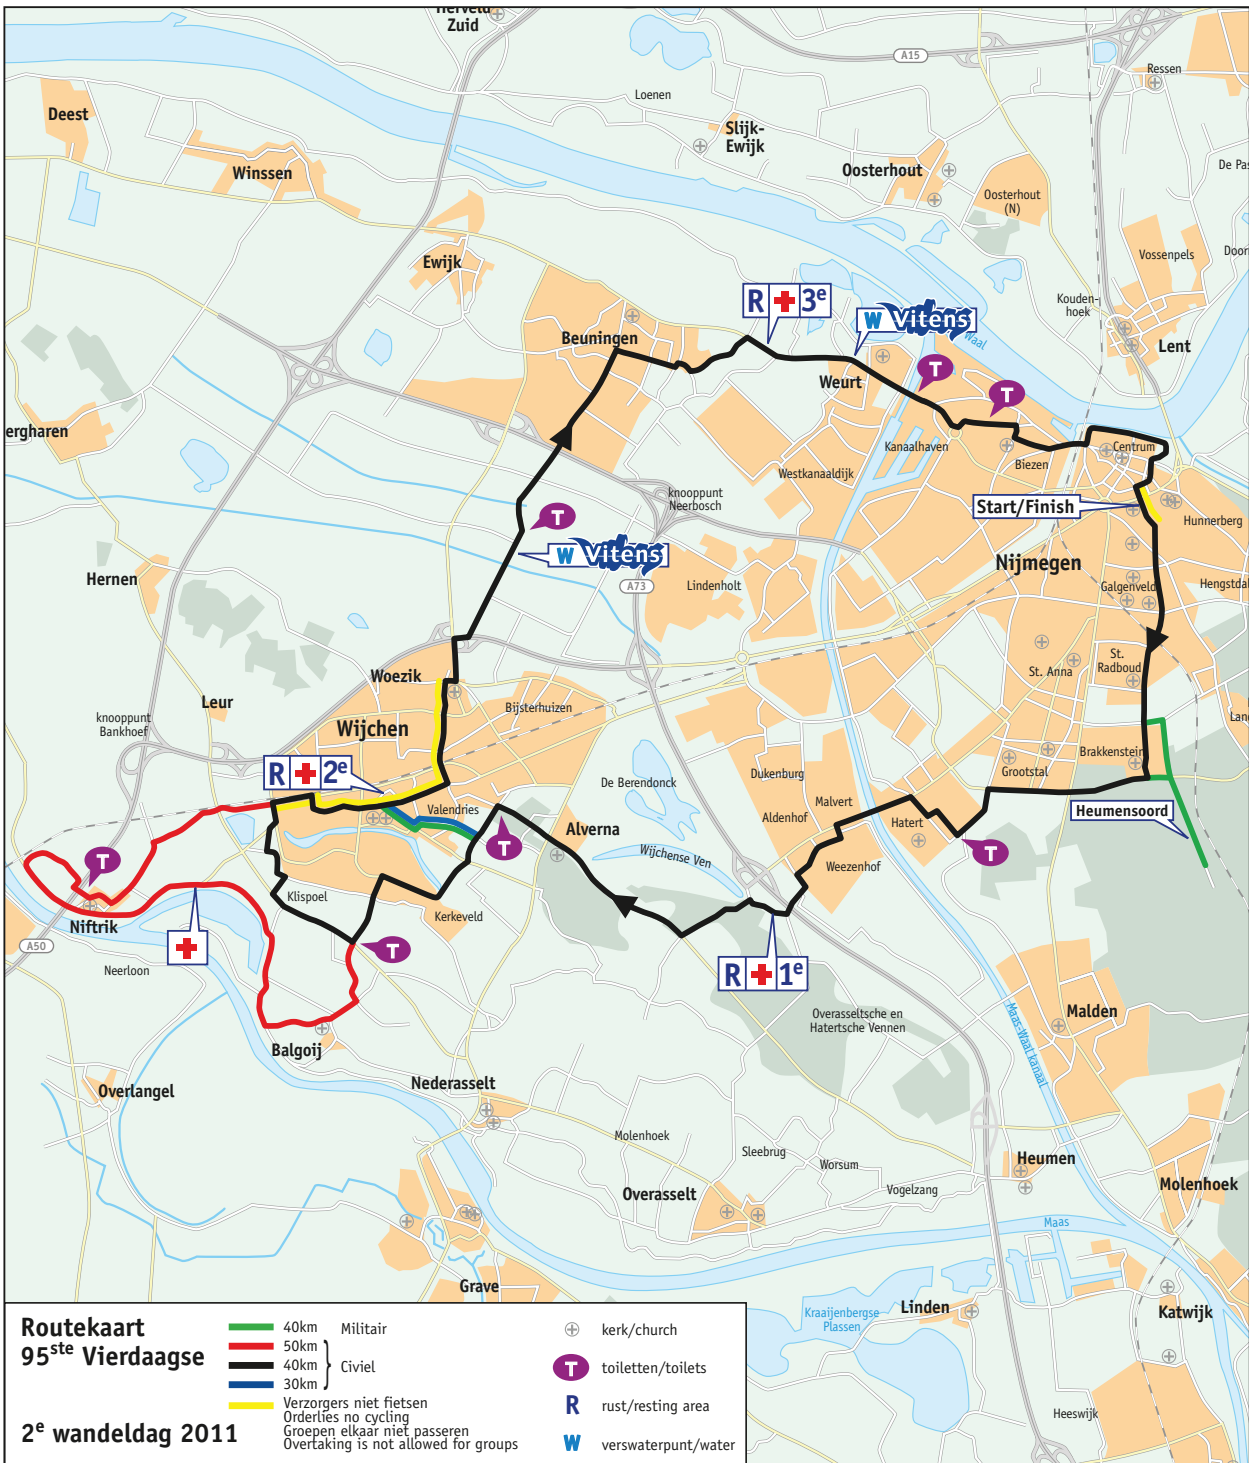 Herveld
Zuid
A15
Ressen
Loenen
Deest
Slijk-
Ewijk
Winssen
Oosterhout
De Pas
Oosterhout
(N)
Ewijk
Vossenpels
Door
Kouden-
hoek
R 3e
W Vitens
Waal
Beuningen
Lent
Weurt
T
T
ergharen
Kanaalhaven
Centrum
Biezen
Westkanaaldijk
knooppunt
Neerbosch
Start/Finish
Hunnerberg
T
W Vitens
Nijmegen
Hernen
A73
Lindenholt
Galgenveld
Hengstdal
St.
Radboud
St. Anna
Woezik
Leur
Bijsterhuizen
knooppunt
Bankhoef
Wijchen
Lan
Brakkenstein
Grootstal
R 2e
De Berendonck
Dukenburg
Malvert
Valendries
Aldenhof
Hatert
Heumensoord
Alverna
T
T
T
Wijchense Ven
Weezenhof
Klispoel
Kerkeveld
Niftrik
A50
T
Neerloon
R 1e
Overasseltsche en
Hatertsche Vennen
Malden
Maas-Waal kanaal
Balgoij
Overlangel
Nederasselt
Molenhoek
Sleebrug
Worsum
Heumen
Vogelzang
Molenhoek
Overasselt
Maas
Grave
Kraaijenbergse
Plassen
Linden
Katwijk
Heeswijk
Routekaart
95ste Vierdaagse
2e wandeldag 2011
40km Militair
50km
40km Civiel
30km
Verzorgers niet fietsen
Orderlies no cycling
Groepen elkaar niet passeren
Overtaking is not allowed for groups
kerk/church
T toiletten/toilets
R rust/resting area
W verswaterpunt/water